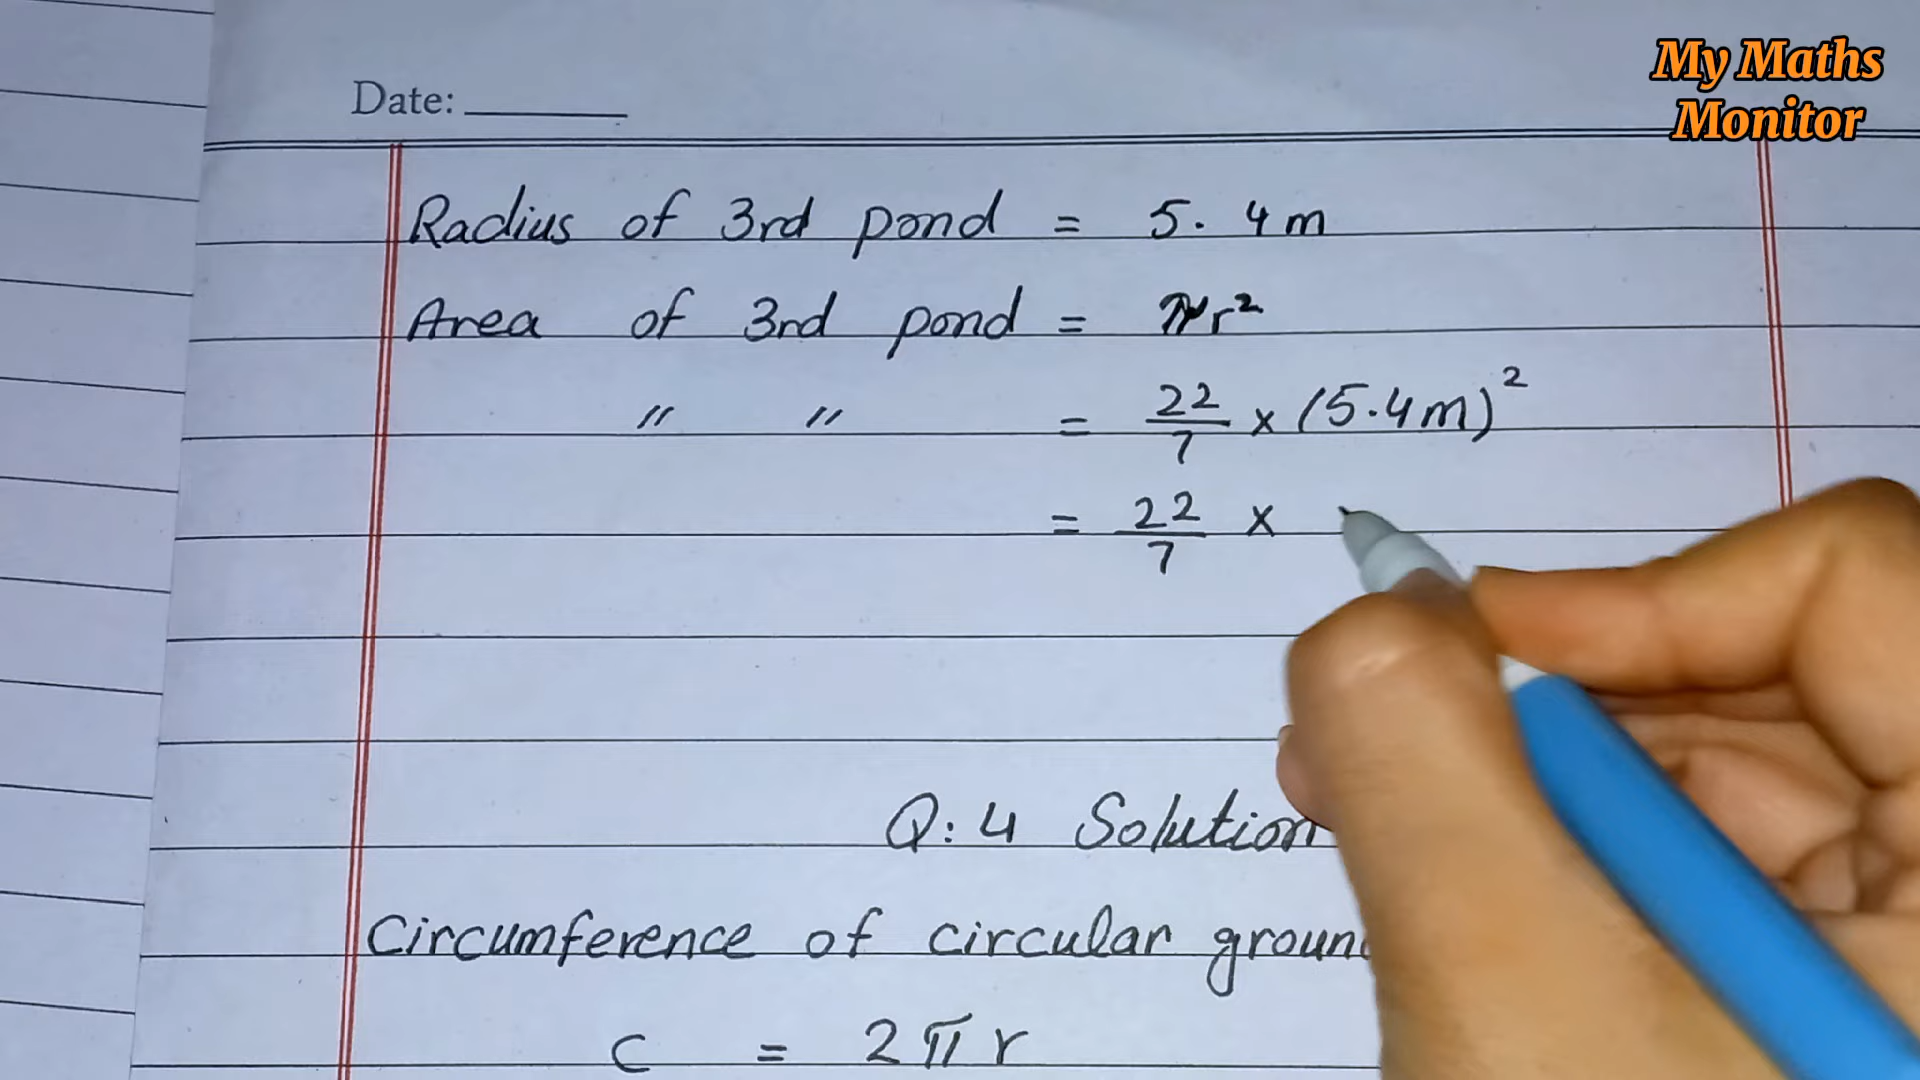 My Maths
Monitor
Date:
Radius of 3rd pond = 5.4m
Area of 3rd pond = πr²
" " = 22/7 x (5.4m)²
= 22/7 x
Q:4 Solution
Circumference of circular groun
C = 2πr